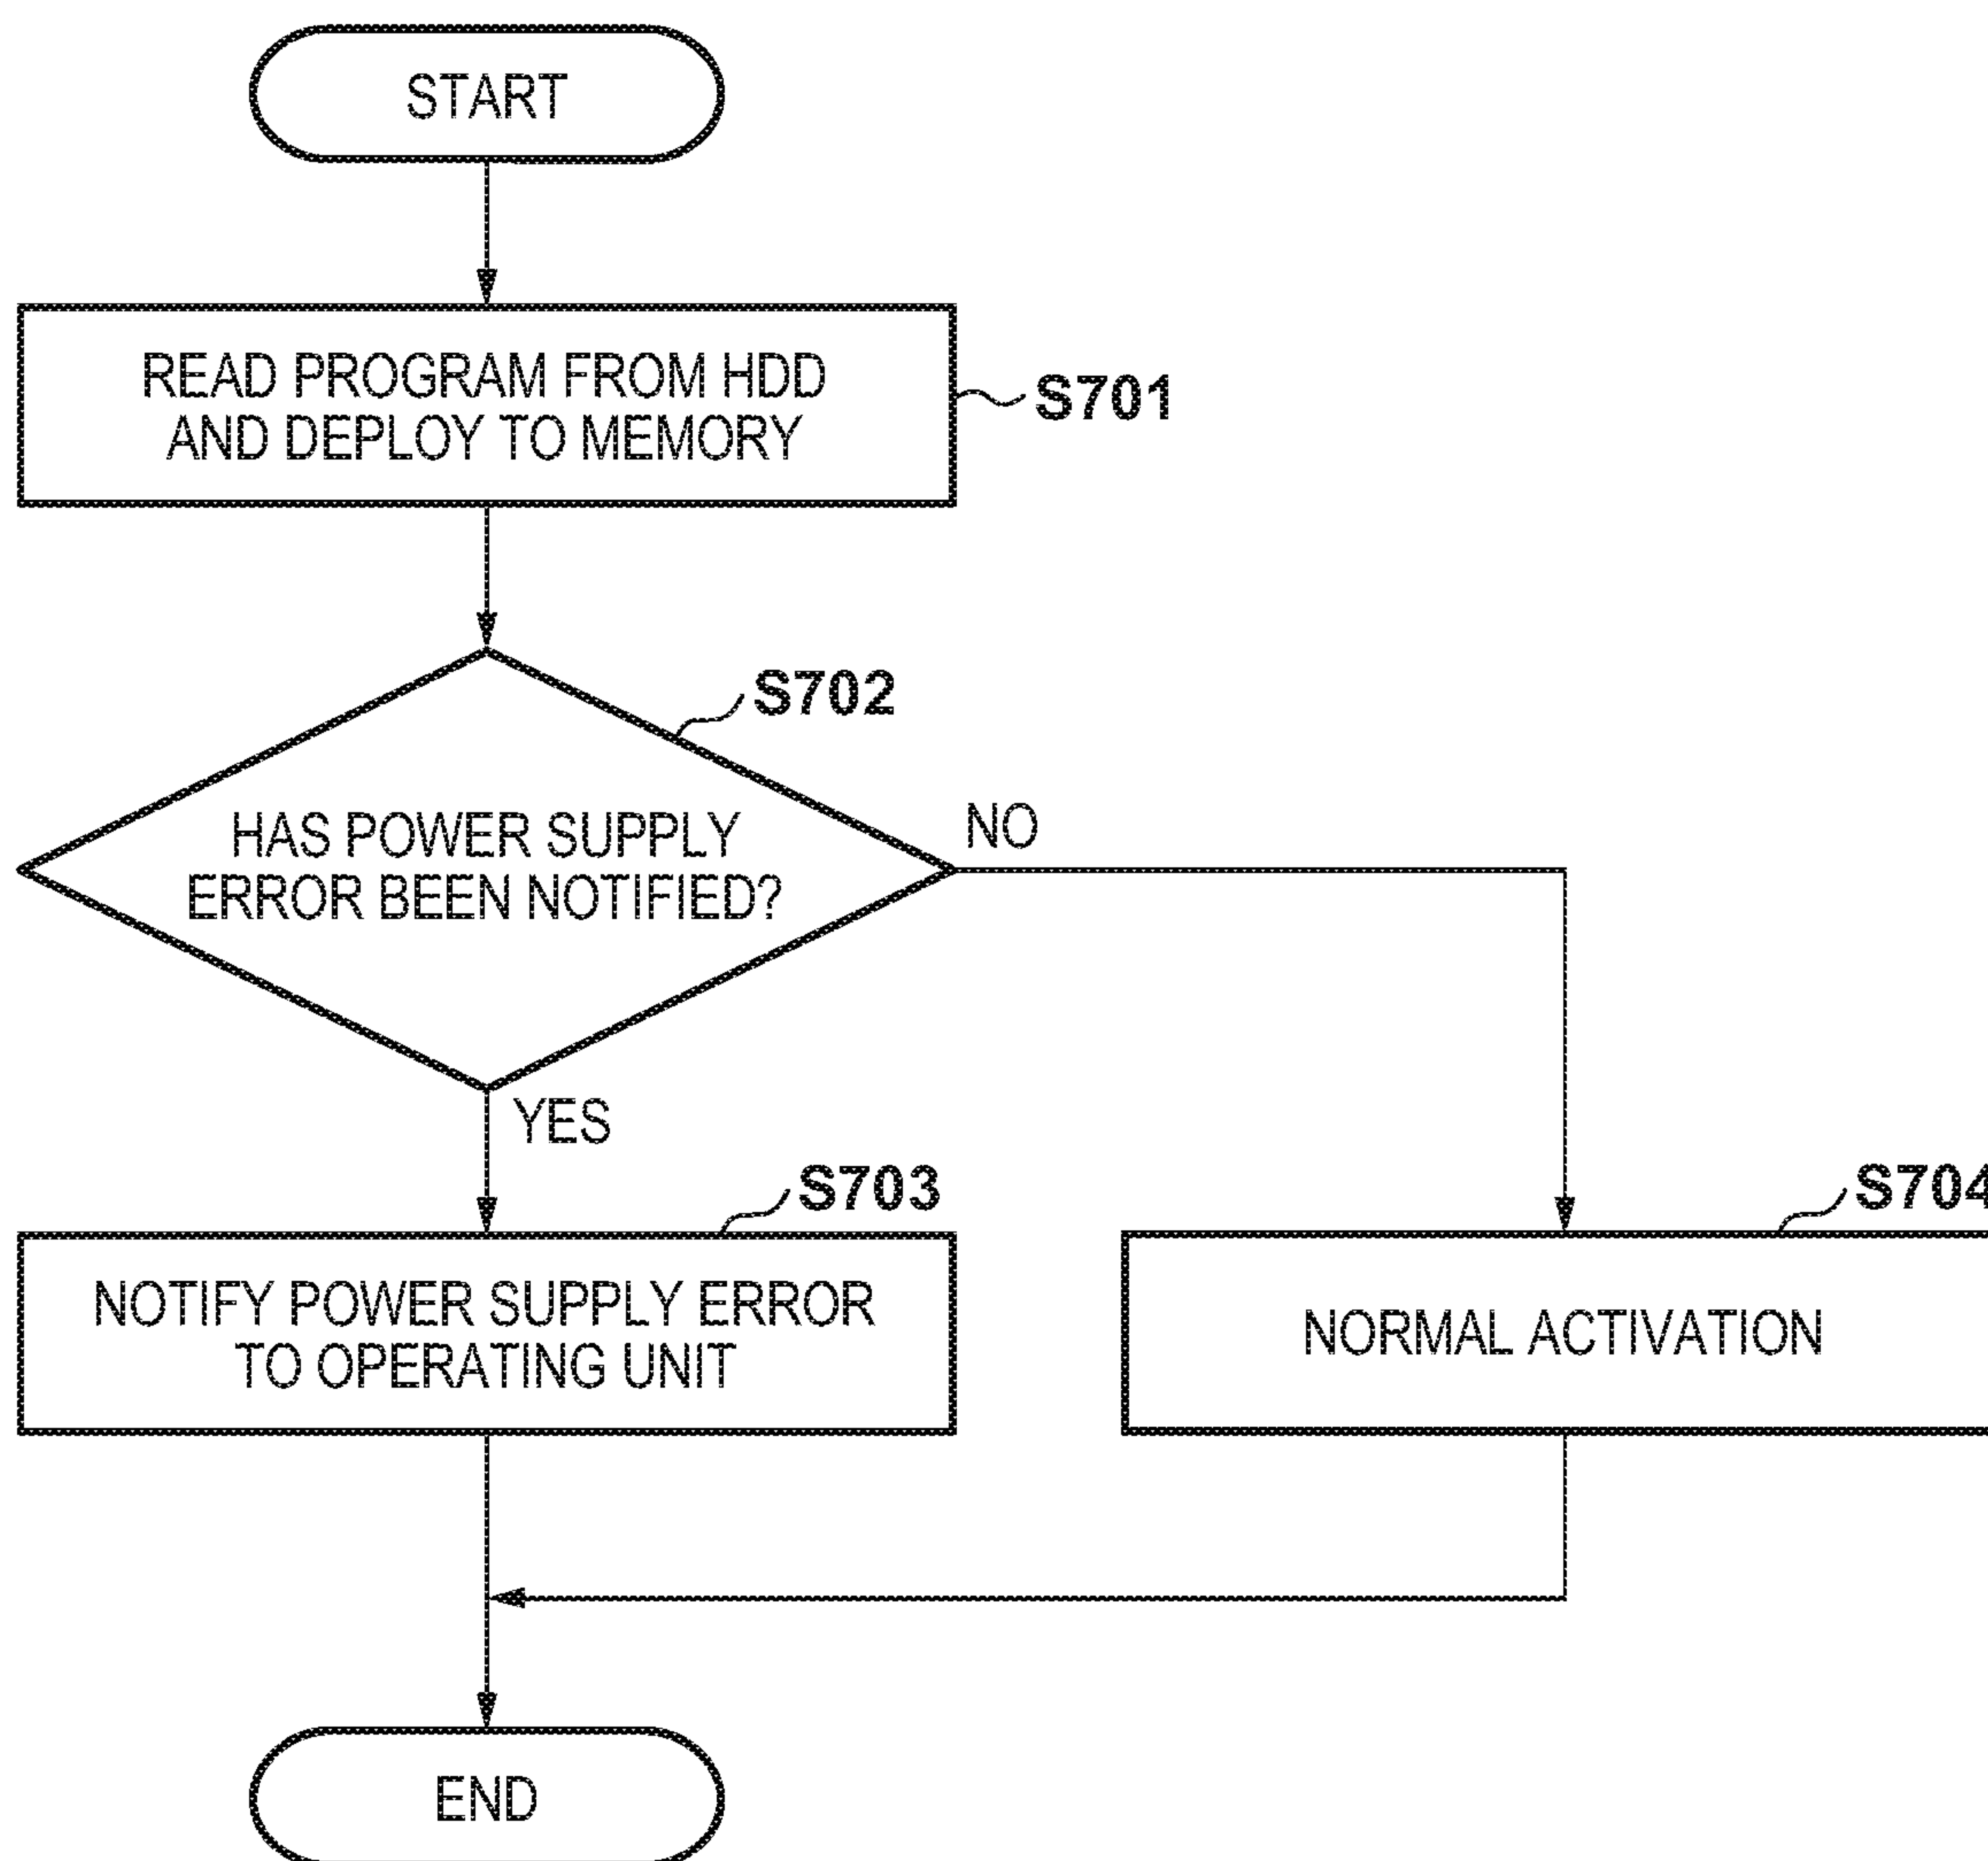 START
READ PROGRAM FROM HDD
AND DEPLOY TO MEMORY
S701
S702
HAS POWER SUPPLY
ERROR BEEN NOTIFIED?
NO
YES
S703
NOTIFY POWER SUPPLY ERROR
TO OPERATING UNIT
S704
NORMAL ACTIVATION
END